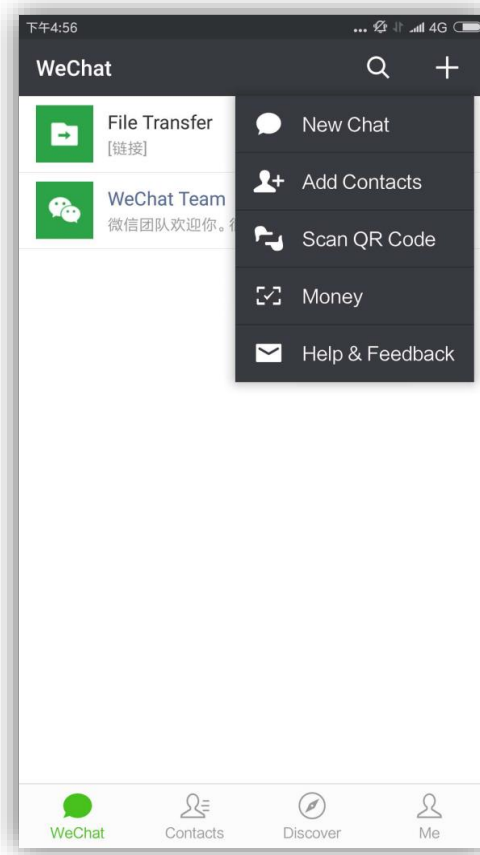 下午4:56
... 4G
WeChat
File Transfer
[链接]
WeChat Team
微信团队欢迎你。
New Chat
Add Contacts
Scan QR Code
Money
Help & Feedback
WeChat
Contacts
Discover
Me